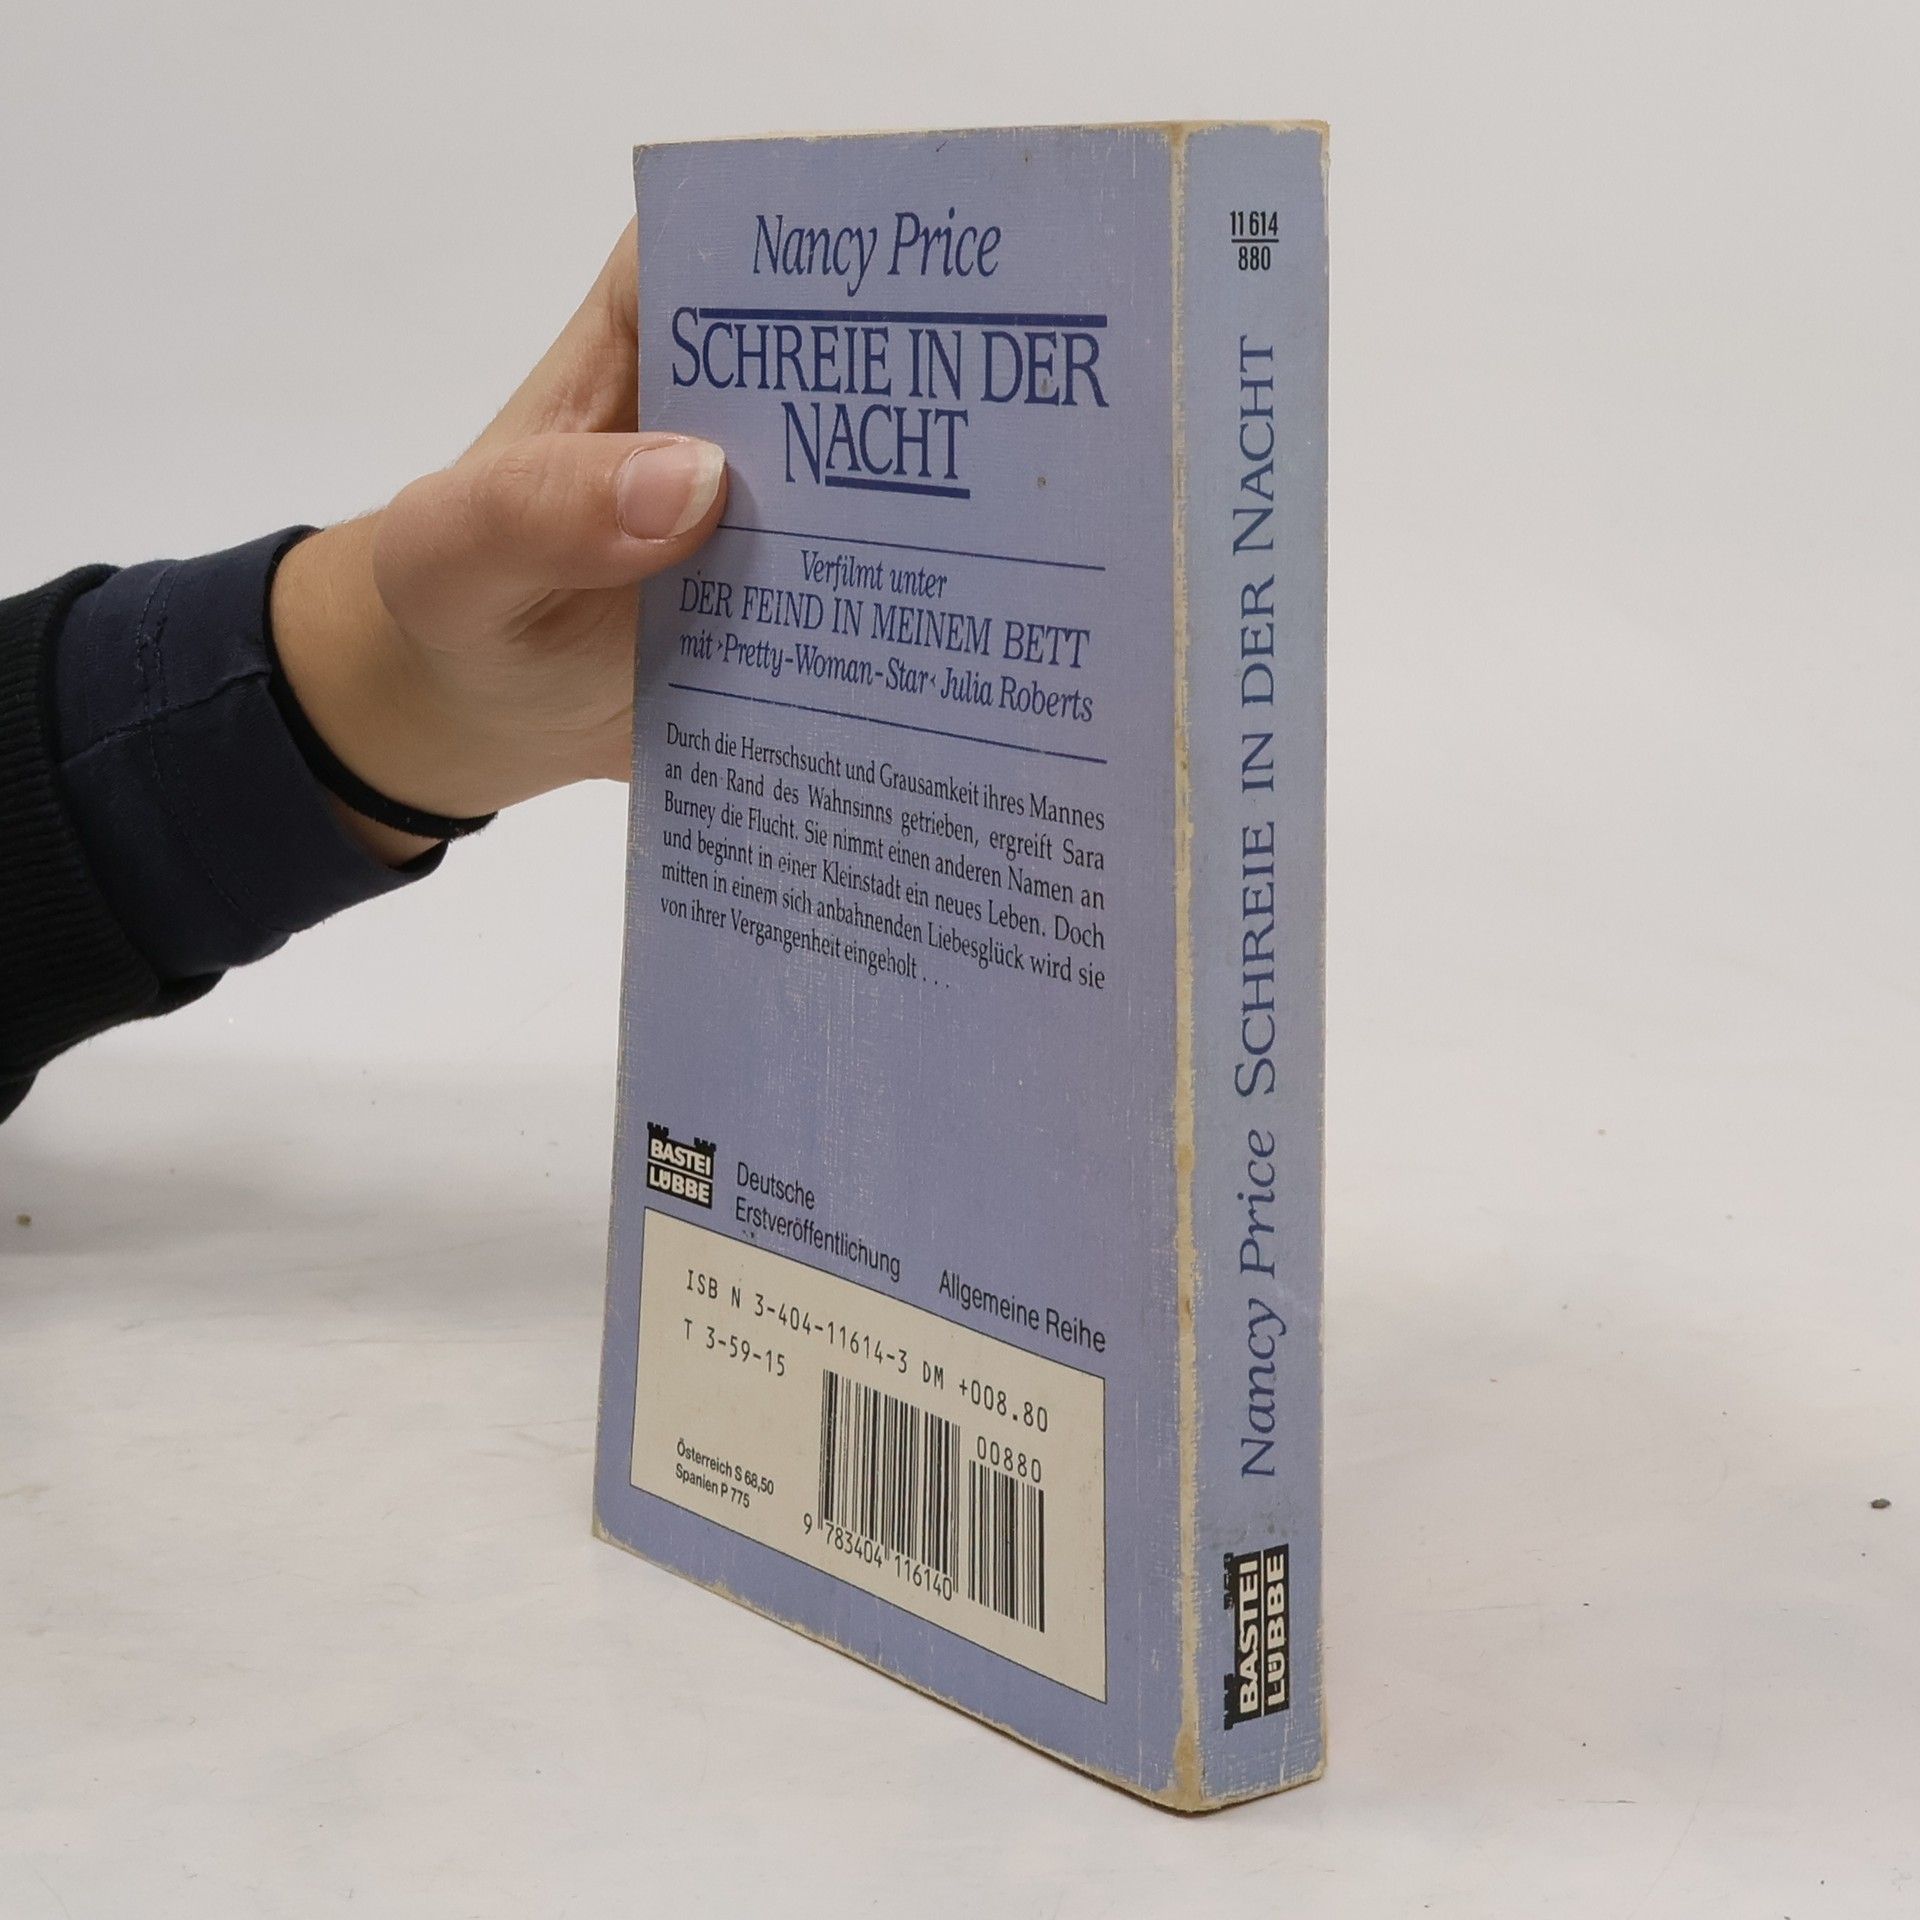 Nancy Price
SCHREIE IN DER
NACHT
Verfilmt unter
DER FEIND IN MEINEM BETT
mit ›Pretty-Woman-Star‹ Julia Roberts
Durch die Herrschsucht und Grausamkeit ihres Mannes
an den Rand des Wahnsinns getrieben, ergreift Sara
Burney die Flucht. Sie nimmt einen anderen Namen an
und beginnt in einer Kleinstadt ein neues Leben. Doch
mitten in einem sich anbahnenden Liebesglück wird sie
von ihrer Vergangenheit eingeholt . . .
BASTEI
LÜBBE
Deutsche
Erstveröffentlichung
Allgemeine Reihe
ISB N 3-404-11614-3 DM +008.80
T 3-59-15
00880
Österreich S 68,50
Spanien P 775
9 783404 116140
11 614
880
Nancy Price SCHREIE IN DER NACHT
BASTEI
LÜBBE